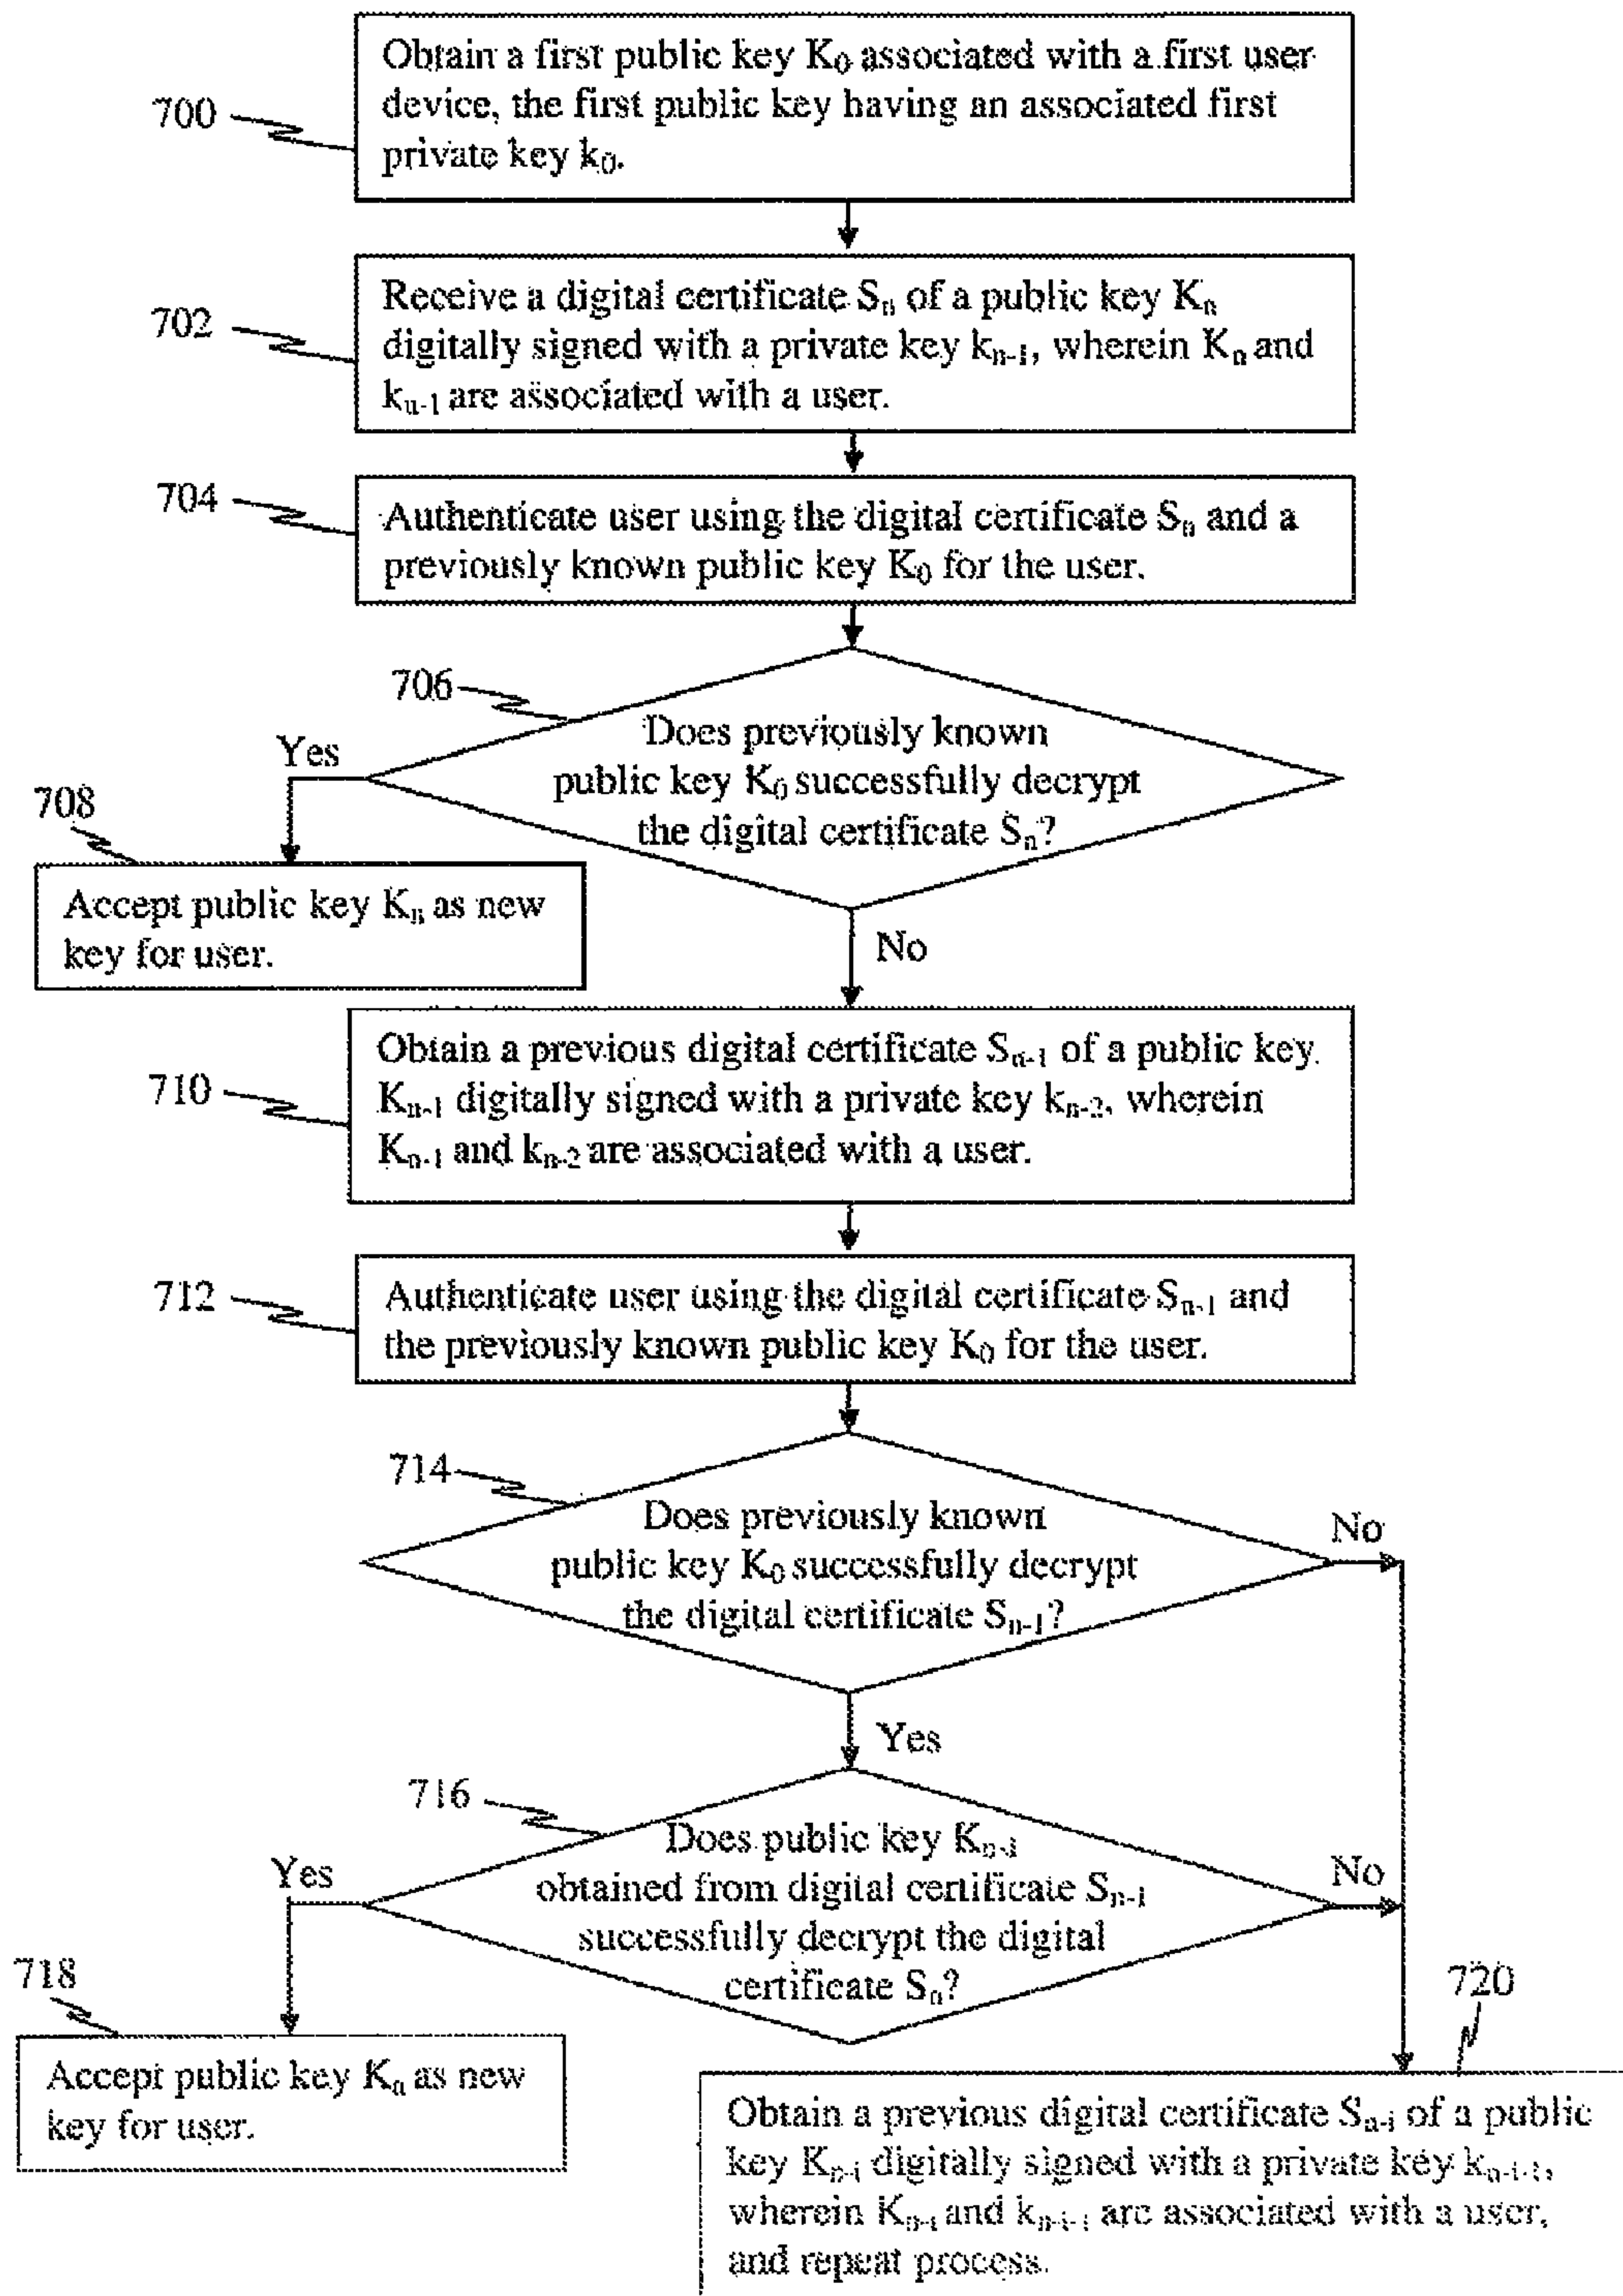 700
Obtain a first public key K₀ associated with a first user
device, the first public key having an associated first
private key k₀.
702
Receive a digital certificate Sₙ of a public key Kₙ
digitally signed with a private key kₙ₋₁, wherein Kₙ and
kₙ₋₁ are associated with a user.
704
Authenticate user using the digital certificate Sₙ and a
previously known public key K₀ for the user.
706
Does previously known
public key K₀ successfully decrypt
the digital certificate Sₙ?
Yes
708
Accept public key Kₙ as new
key for user.
No
710
Obtain a previous digital certificate Sₙ₋₁ of a public key
Kₙ₋₁ digitally signed with a private key kₙ₋₂, wherein
Kₙ₋₁ and kₙ₋₂ are associated with a user.
712
Authenticate user using the digital certificate Sₙ₋₁ and
the previously known public key K₀ for the user.
714
Does previously known
public key K₀ successfully decrypt
the digital certificate Sₙ₋₁?
No
Yes
716
Does public key Kₙ₋₁
obtained from digital certificate Sₙ₋₁
successfully decrypt the digital
certificate Sₙ?
Yes
No
718
Accept public key Kₙ as new
key for user.
720
Obtain a previous digital certificate Sₙ₋ᵢ of a public
key Kₙ₋ᵢ digitally signed with a private key kₙ₋ᵢ₋₁,
wherein Kₙ₋ᵢ and kₙ₋ᵢ₋₁ are associated with a user,
and repeat process.